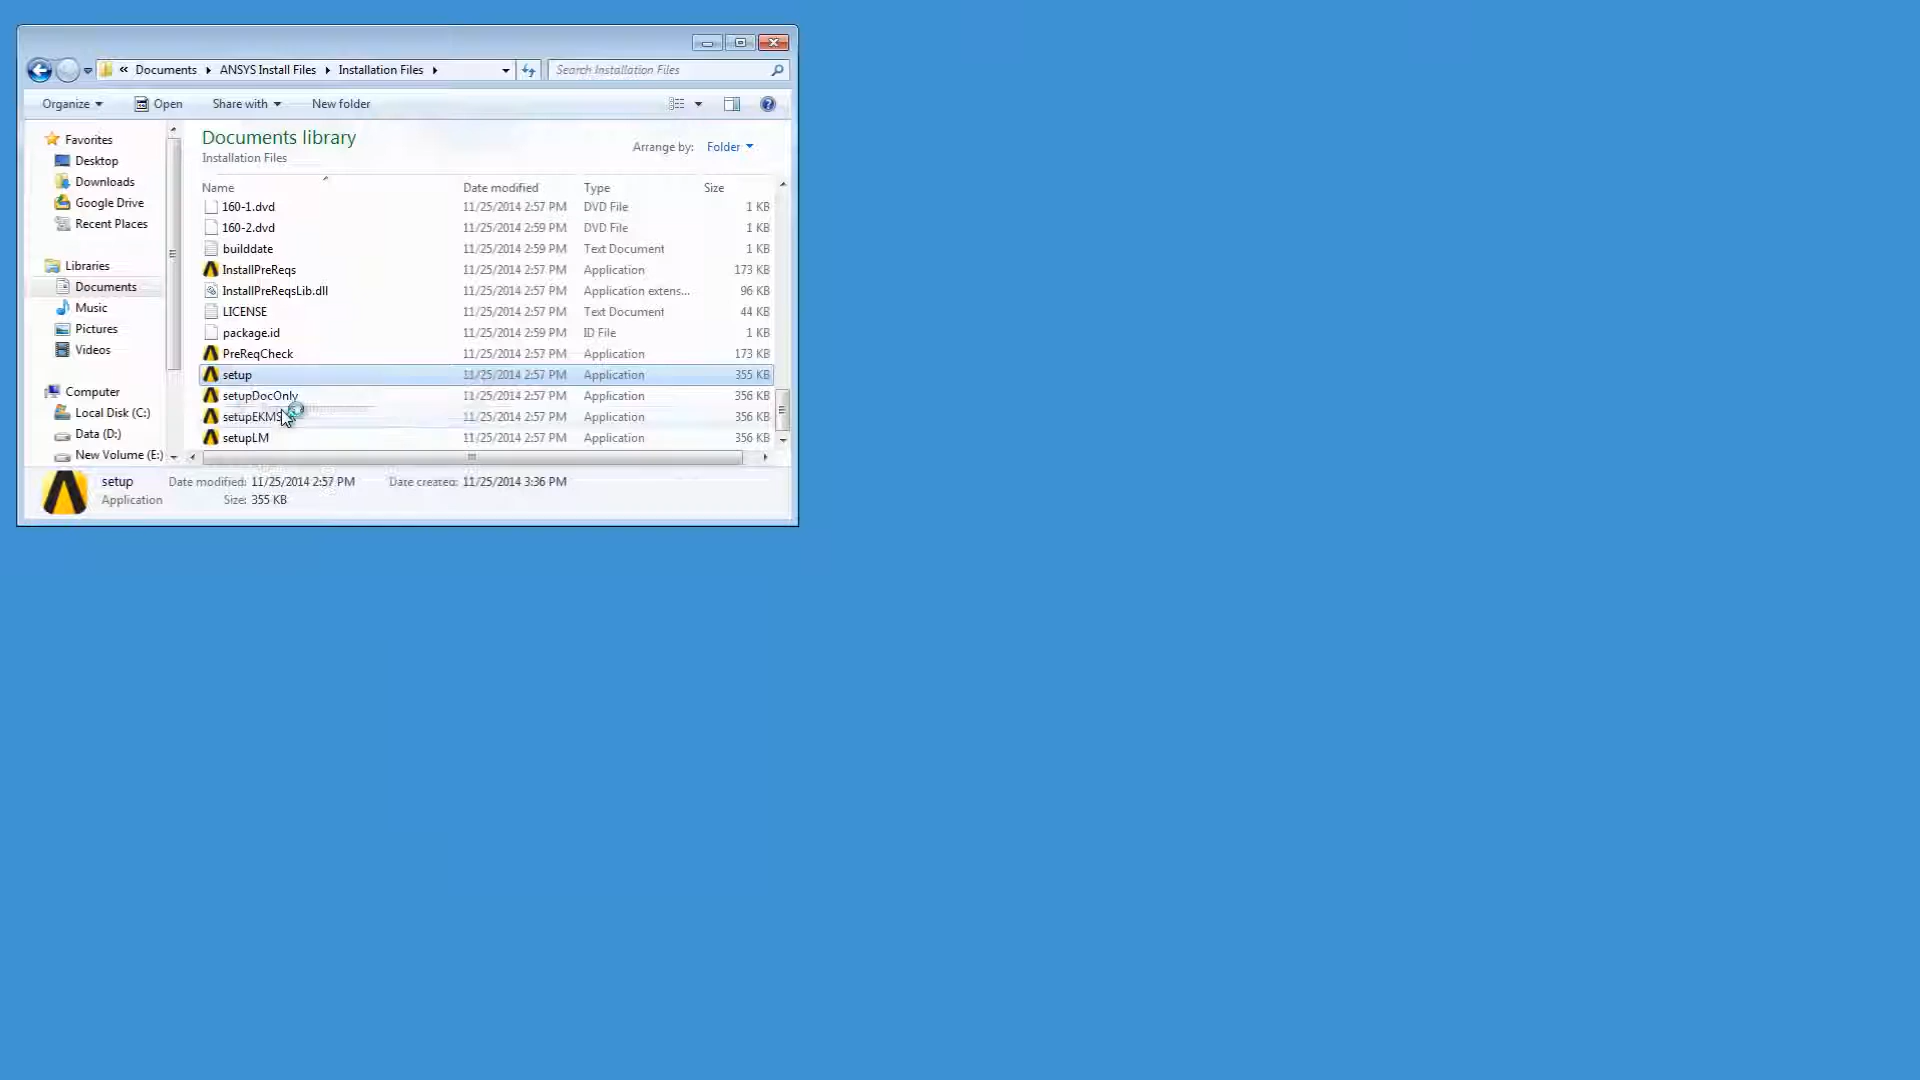 « Documents ▸ ANSYS Install Files ▸ Installation Files ▸ Search Installation Files
Organize Open Share with New folder
Favorites
Desktop
Downloads
Google Drive
Recent Places
Libraries
Documents
Music
Pictures
Videos
Computer
Local Disk (C:)
Data (D:)
New Volume (E:)
Documents library
Installation Files
Arrange by: Folder
Name Date modified Type Size
160-1.dvd 11/25/2014 2:57 PM DVD File 1 KB
160-2.dvd 11/25/2014 2:59 PM DVD File 1 KB
builddate 11/25/2014 2:59 PM Text Document 1 KB
InstallPreReqs 11/25/2014 2:57 PM Application 173 KB
InstallPreReqsLib.dll 11/25/2014 2:57 PM Application extens... 96 KB
LICENSE 11/25/2014 2:57 PM Text Document 44 KB
package.id 11/25/2014 2:59 PM ID File 1 KB
PreReqCheck 11/25/2014 2:57 PM Application 173 KB
setup 11/25/2014 2:57 PM Application 355 KB
setupDocOnly 11/25/2014 2:57 PM Application 356 KB
setupEKMS 11/25/2014 2:57 PM Application 356 KB
setupLM 11/25/2014 2:57 PM Application 356 KB
setup Date modified: 11/25/2014 2:57 PM Date created: 11/25/2014 3:36 PM
Application Size: 355 KB